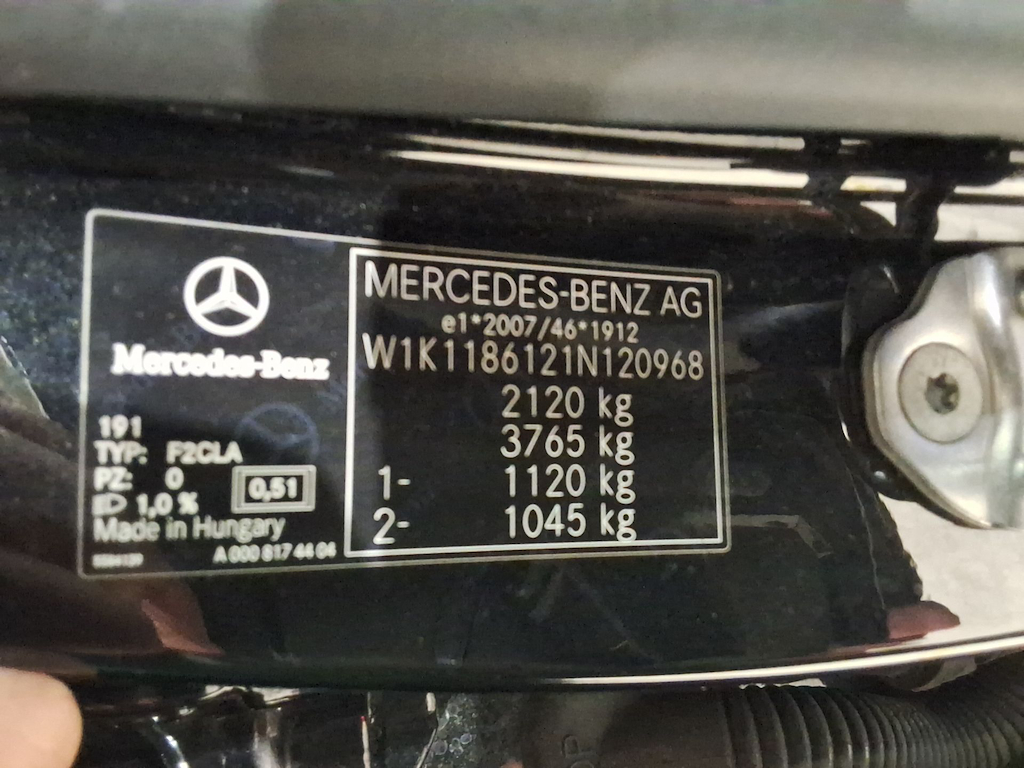 Mercedes-Benz
191
TYP: F2CLA
PZ: 0
1,0 %
0,51
Made in Hungary
A 000 817 44 04
MERCEDES-BENZ AG
e1*2007/46*1912
W1K1186121N120968
2120 kg
3765 kg
1- 1120 kg
2- 1045 kg